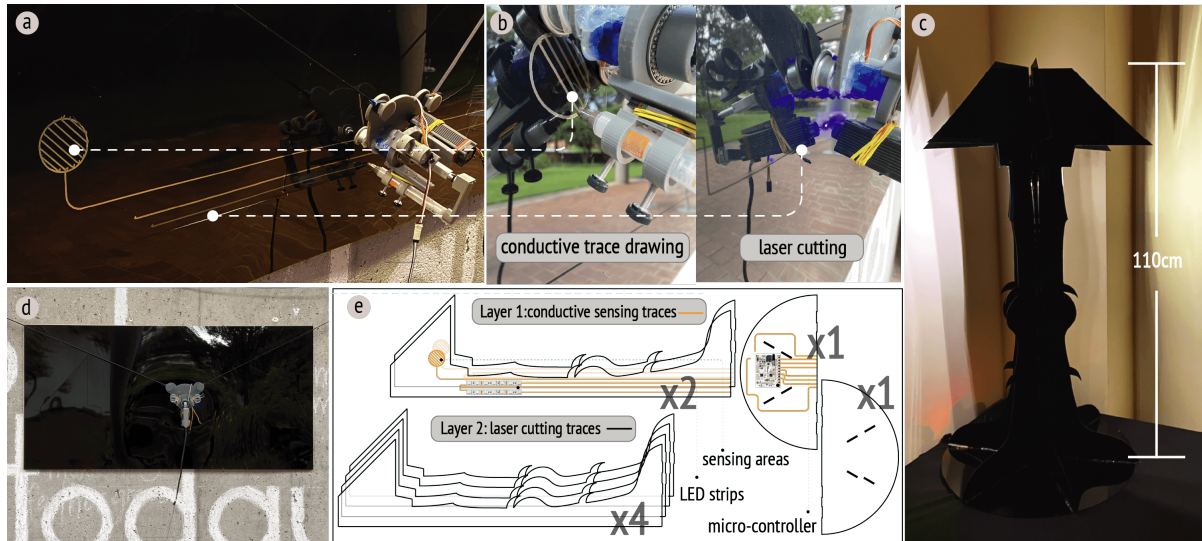 a
b
c
conductive trace drawing
laser cutting
110cm
d
todau
e
Layer 1:conductive sensing traces
x2
x1
x1
Layer 2: laser cutting traces
x4
sensing areas
LED strips
micro-controller